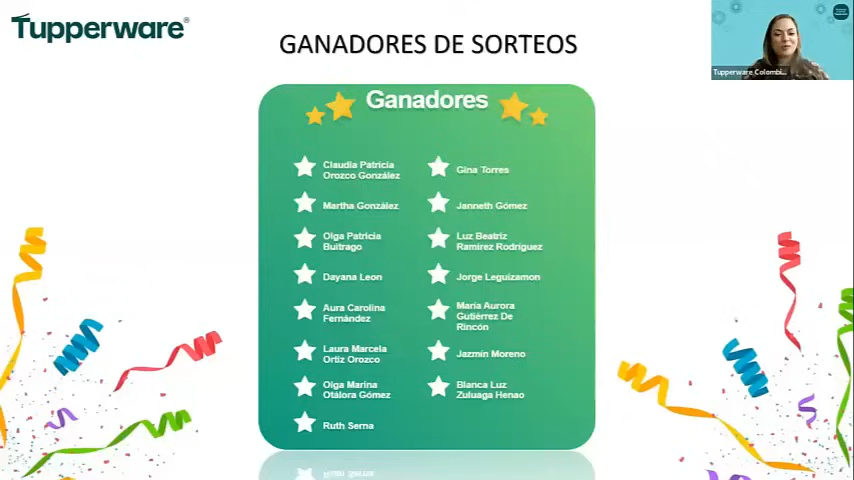 Tupperware®
GANADORES DE SORTEOS
Tupperware Colombi...
Ganadores
Claudia Patricia
Orozco González
Martha González
Olga Patricia
Buitrago
Dayana Leon
Aura Carolina
Fernández
Laura Marcela
Ortiz Orozco
Olga Marina
Otálora Gómez
Ruth Serna
Gina Torres
Janneth Gómez
Luz Beatriz
Ramirez Rodríguez
Jorge Leguizamon
María Aurora
Gutiérrez De
Rincón
Jazmín Moreno
Blanca Luz
Zuluaga Henao